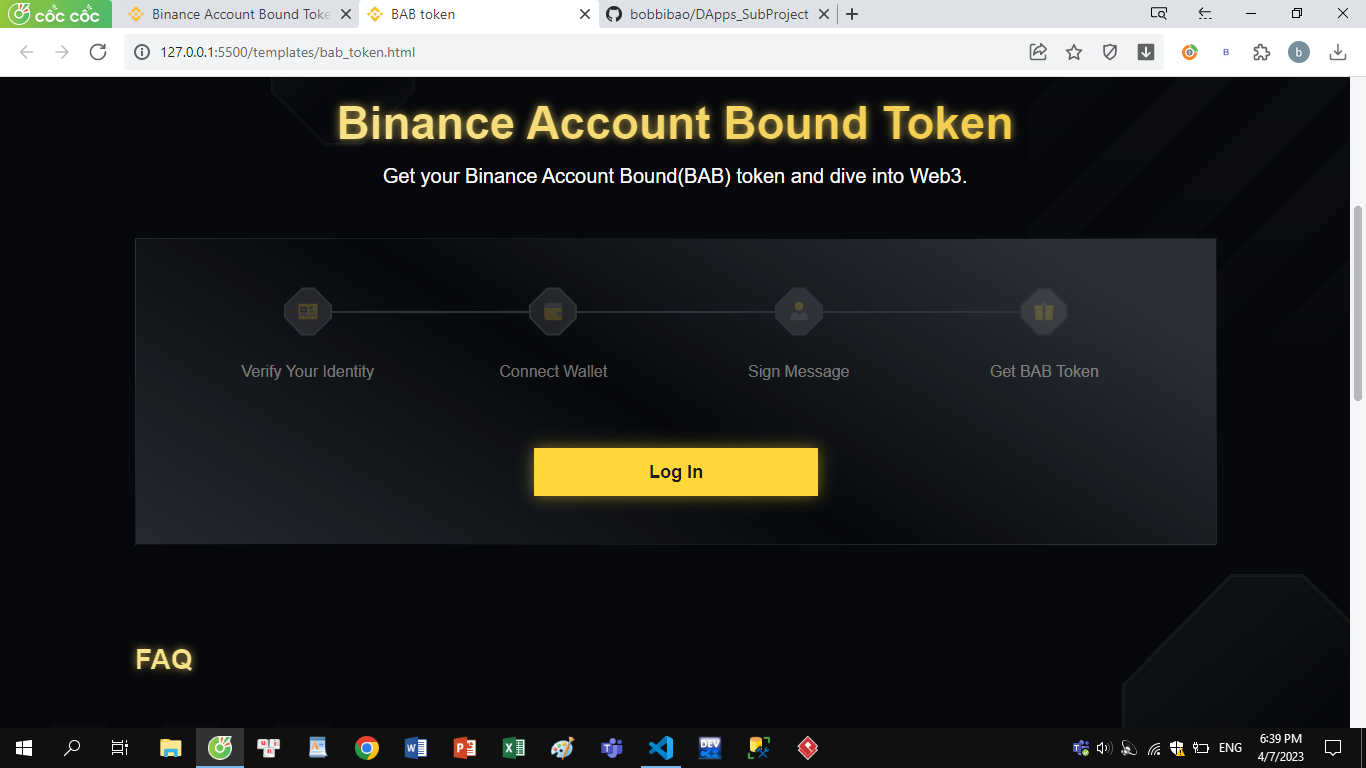 cốc cốc
Binance Account Bound Toke
BAB token
bobbibao/DApps_SubProject
127.0.0.1:5500/templates/bab_token.html
B
b
Binance Account Bound Token
Get your Binance Account Bound(BAB) token and dive into Web3.
Verify Your Identity
Connect Wallet
Sign Message
Get BAB Token
Log In
FAQ
DEV
ENG
6:39 PM
4/7/2023